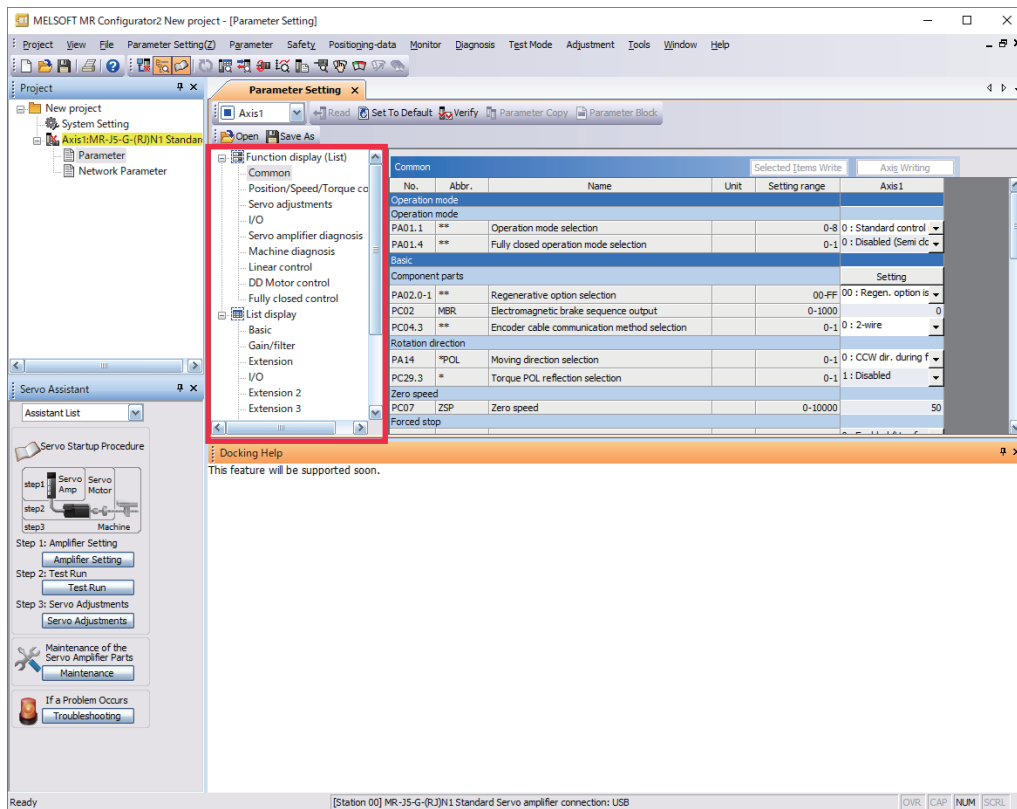 MELSOFT MR Configurator2 New project - [Parameter Setting]
Project View File Parameter Setting(Z) Parameter Safety Positioning-data Monitor Diagnosis Test Mode Adjustment Tools Window Help
Project
New project
System Setting
Axis1:MR-J5-G-(RJ)N1 Standar
Parameter
Network Parameter
Servo Assistant
Assistant List
Servo Startup Procedure
step1
Servo Amp
Servo Motor
step2
step3
Machine
Step 1: Amplifier Setting
Amplifier Setting
Step 2: Test Run
Test Run
Step 3: Servo Adjustments
Servo Adjustments
Maintenance of the
Servo Amplifier Parts
Maintenance
If a Problem Occurs
Troubleshooting
Parameter Setting
Axis1 Read Set To Default Verify Parameter Copy Parameter Block
Open Save As
Function display (List)
Common
Position/Speed/Torque co
Servo adjustments
I/O
Servo amplifier diagnosis
Machine diagnosis
Linear control
DD Motor control
Fully closed control
List display
Basic
Gain/filter
Extension
I/O
Extension 2
Extension 3
Common Selected Items Write Axis Writing
No. Abbr. Name Unit Setting range Axis1
Operation mode
Operation mode
PA01.1 ** Operation mode selection 0-8 0 : Standard control
PA01.4 ** Fully closed operation mode selection 0-1 0 : Disabled (Semi clc
Basic
Component parts Setting
PA02.0-1 ** Regenerative option selection 00-FF 00 : Regen. option is
PC02 MBR Electromagnetic brake sequence output 0-1000 0
PC04.3 ** Encoder cable communication method selection 0-1 0 : 2-wire
Rotation direction
PA14 *POL Moving direction selection 0-1 0 : CCW dir. during f
PC29.3 * Torque POL reflection selection 0-1 1 : Disabled
Zero speed
PC07 ZSP Zero speed 0-10000 50
Forced stop
Docking Help
This feature will be supported soon.
Ready
[Station 00] MR-J5-G-(RJ)N1 Standard Servo amplifier connection: USB
OVR CAP NUM SCRL